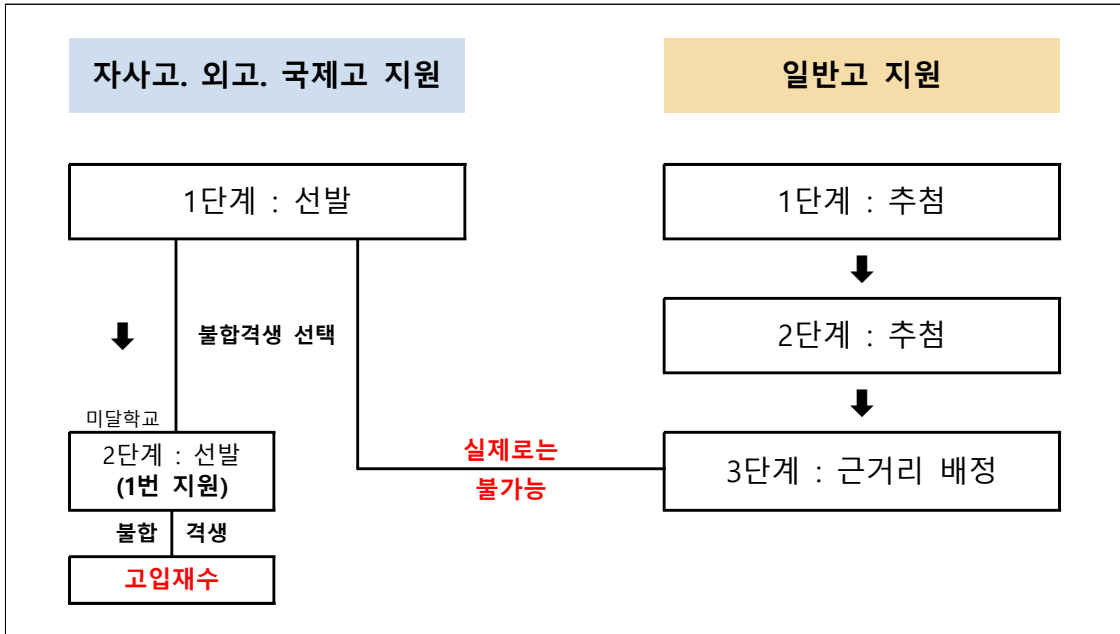 자사고. 외고. 국제고 지원
1단계 : 선발
불합격생 선택
미달학교
2단계 : 선발
(1번 지원)
불합 격생
고입재수
실제로는
불가능
일반고 지원
1단계 : 추첨
2단계 : 추첨
3단계 : 근거리 배정